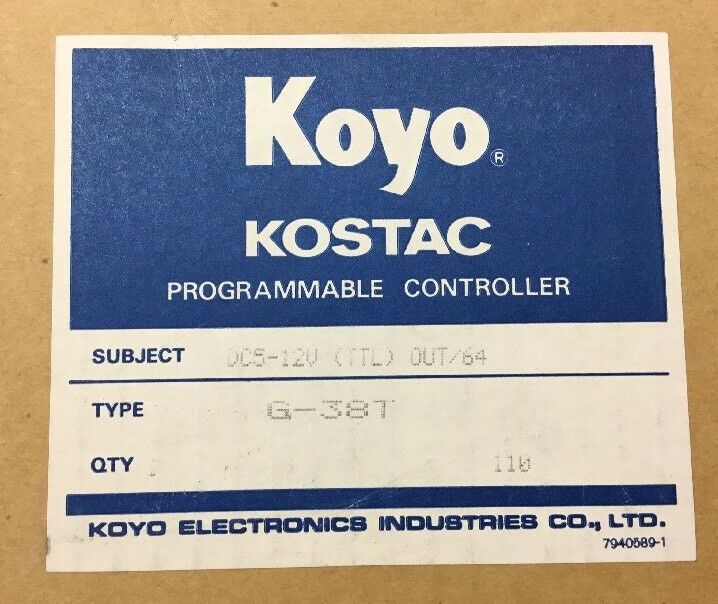 Koyo®
KOSTAC
PROGRAMMABLE CONTROLLER
SUBJECT DC5-12V (TTL) OUT/64
TYPE G-38T
QTY 110
KOYO ELECTRONICS INDUSTRIES CO., LTD.
7940589-1